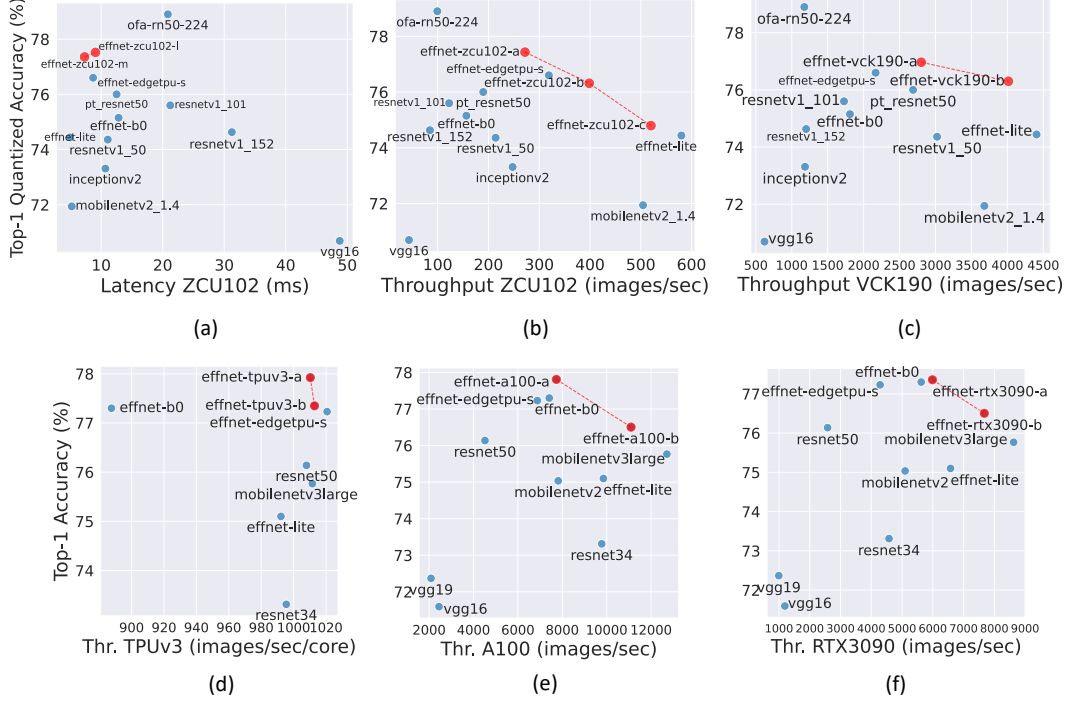 Top-1 Quantized Accuracy (%)
78
76
74
72
ofa-rn50-224
effnet-zcu102-l
effnet-zcu102-m
effnet-edgetpu-s
pt_resnet50
resnetv1_101
effnet-b0
effnet-lite
resnetv1_50
resnetv1_152
inceptionv2
mobilenetv2_1.4
vgg16
10 20 30 40 50
Latency ZCU102 (ms)
(a)
78
76
74
72
ofa-rn50-224
effnet-zcu102-a
effnet-edgetpu-s
effnet-zcu102-b
resnetv1_101
pt_resnet50
effnet-b0
effnet-zcu102-c
resnetv1_152
resnetv1_50
effnet-lite
inceptionv2
mobilenetv2_1.4
vgg16
100 200 300 400 500 600
Throughput ZCU102 (images/sec)
(b)
78
76
74
72
ofa-rn50-224
effnet-vck190-a
effnet-edgetpu-s
effnet-vck190-b
resnetv1_101
pt_resnet50
effnet-b0
resnetv1_152
effnet-lite
resnetv1_50
inceptionv2
mobilenetv2_1.4
vgg16
500 1000 1500 2000 2500 3000 3500 4000 4500
Throughput VCK190 (images/sec)
(c)
Top-1 Accuracy (%)
78
77
76
75
74
73
effnet-tpuv3-a
effnet-b0
effnet-tpuv3-b
effnet-edgetpu-s
resnet50
mobilenetv3large
effnet-lite
resnet34
900 920 940 960 980 1000 1020
Thr. TPUv3 (images/sec/core)
(d)
78
77
76
75
74
73
72
effnet-a100-a
effnet-edgetpu-s
effnet-b0
effnet-a100-b
resnet50
mobilenetv3large
mobilenetv2
effnet-lite
resnet34
vgg19
vgg16
2000 4000 6000 8000 10000 12000
Thr. A100 (images/sec)
(e)
77
76
75
74
73
72
effnet-b0
effnet-edgetpu-s
effnet-rtx3090-a
effnet-rtx3090-b
resnet50
mobilenetv3large
mobilenetv2
effnet-lite
resnet34
vgg19
vgg16
1000 2000 3000 4000 5000 6000 7000 8000 9000
Thr. RTX3090 (images/sec)
(f)